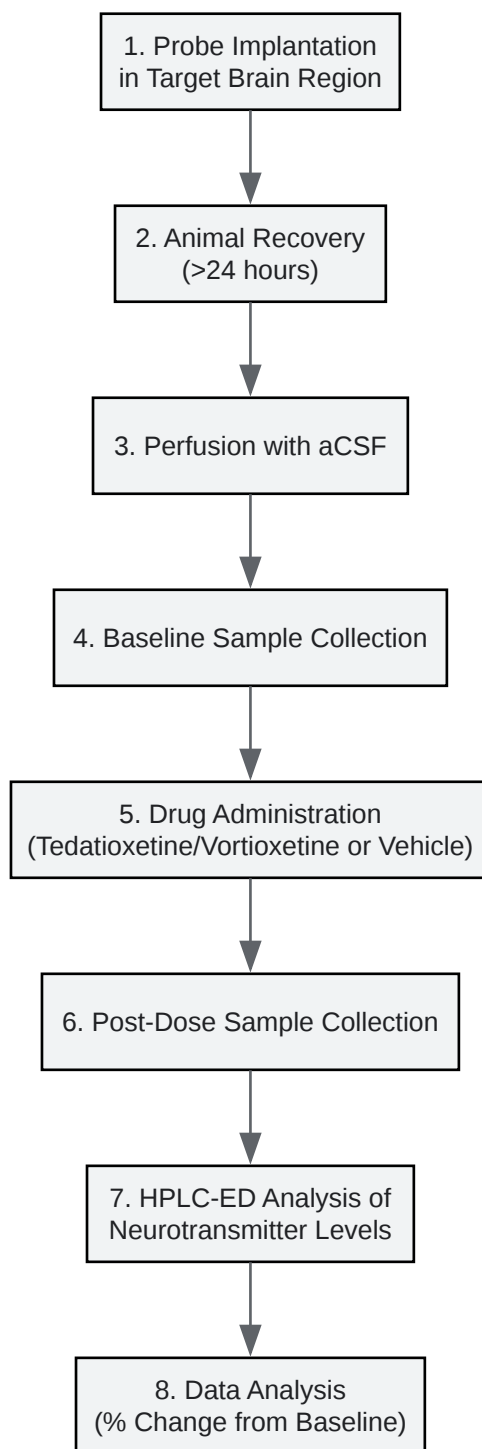 1. Probe Implantation
in Target Brain Region
2. Animal Recovery
(>24 hours)
3. Perfusion with aCSF
4. Baseline Sample Collection
5. Drug Administration
(Tedatioxetine/Vortioxetine or Vehicle)
6. Post-Dose Sample Collection
7. HPLC-ED Analysis of
Neurotransmitter Levels
8. Data Analysis
(% Change from Baseline)